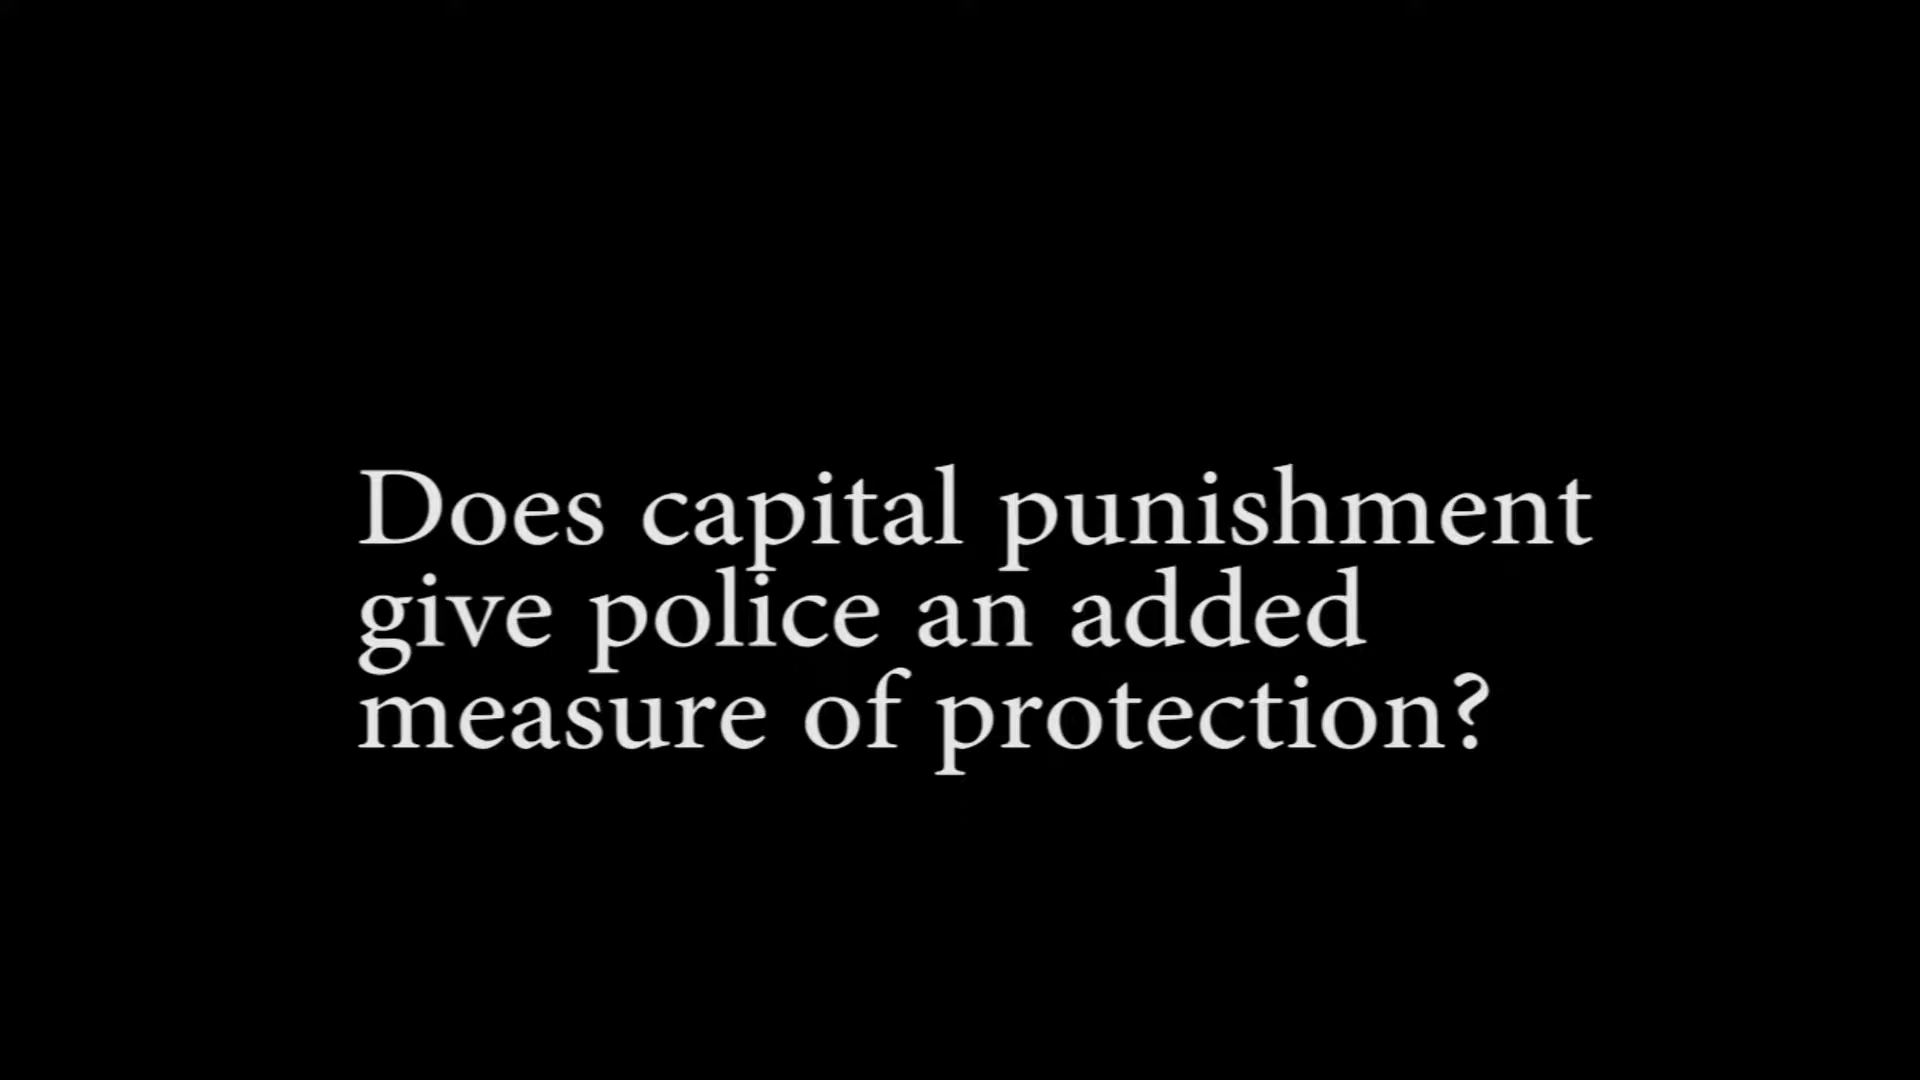 Does capital punishment
give police an added
measure of protection?